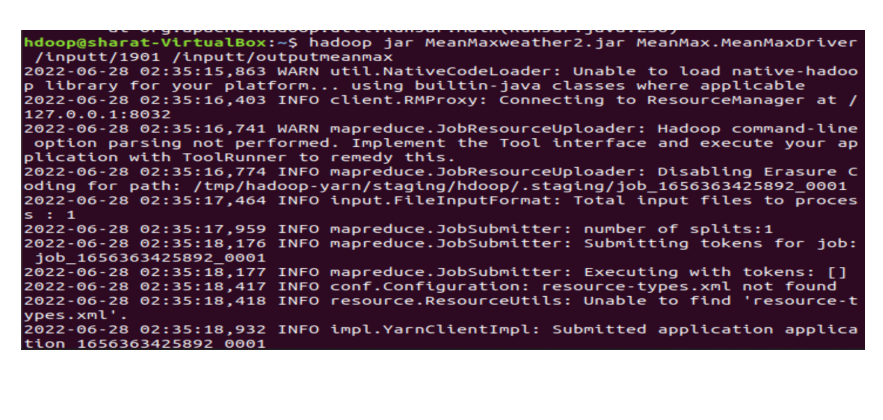 at org.apache.hadoop.util.RunJar.main(RunJar.java:236)
hdoop@sharat-VirtualBox:~$ hadoop jar MeanMaxweather2.jar MeanMax.MeanMaxDriver
 /inputt/1901 /inputt/outputmeanmax
2022-06-28 02:35:15,863 WARN util.NativeCodeLoader: Unable to load native-hadoo
p library for your platform... using builtin-java classes where applicable
2022-06-28 02:35:16,403 INFO client.RMProxy: Connecting to ResourceManager at /
127.0.0.1:8032
2022-06-28 02:35:16,741 WARN mapreduce.JobResourceUploader: Hadoop command-line
 option parsing not performed. Implement the Tool interface and execute your ap
plication with ToolRunner to remedy this.
2022-06-28 02:35:16,774 INFO mapreduce.JobResourceUploader: Disabling Erasure C
oding for path: /tmp/hadoop-yarn/staging/hdoop/.staging/job_1656363425892_0001
2022-06-28 02:35:17,464 INFO input.FileInputFormat: Total input files to proces
s : 1
2022-06-28 02:35:17,959 INFO mapreduce.JobSubmitter: number of splits:1
2022-06-28 02:35:18,176 INFO mapreduce.JobSubmitter: Submitting tokens for job:
 job_1656363425892_0001
2022-06-28 02:35:18,177 INFO mapreduce.JobSubmitter: Executing with tokens: []
2022-06-28 02:35:18,417 INFO conf.Configuration: resource-types.xml not found
2022-06-28 02:35:18,418 INFO resource.ResourceUtils: Unable to find 'resource-t
ypes.xml'.
2022-06-28 02:35:18,932 INFO impl.YarnClientImpl: Submitted application applica
tion_1656363425892_0001